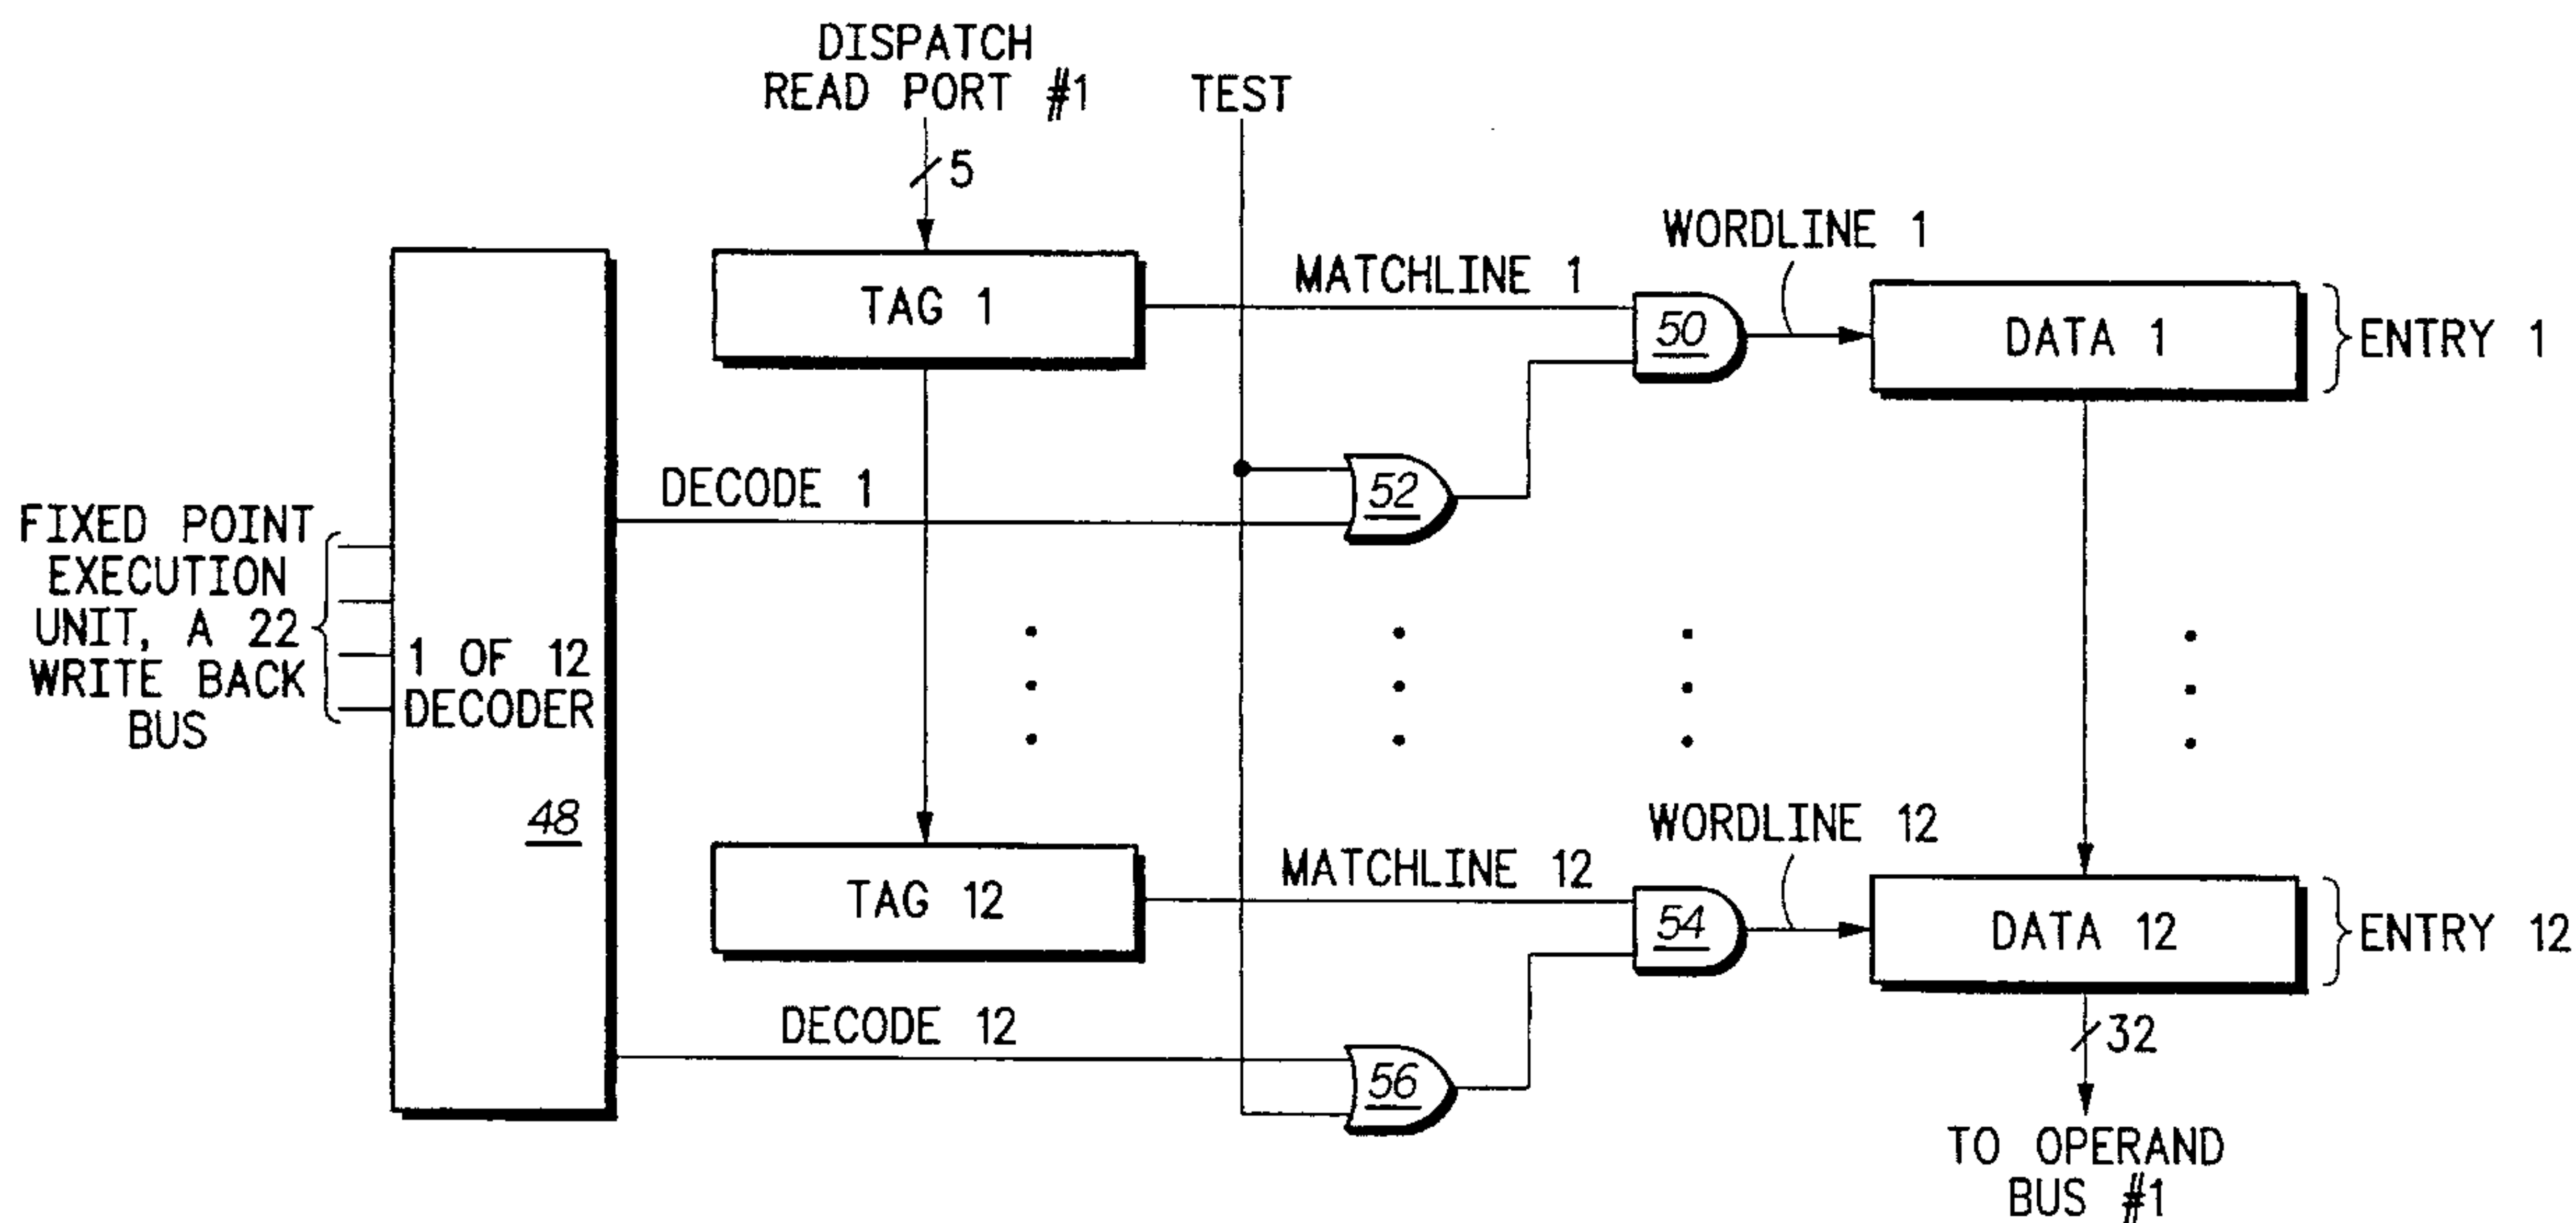 DISPATCH
READ PORT #1
5
TEST
TAG 1
MATCHLINE 1
50
WORDLINE 1
DATA 1
ENTRY 1
DECODE 1
52
FIXED POINT
EXECUTION
UNIT, A 22
WRITE BACK
BUS
1 OF 12
DECODER
48
TAG 12
MATCHLINE 12
54
WORDLINE 12
DATA 12
ENTRY 12
DECODE 12
56
32
TO OPERAND
BUS #1